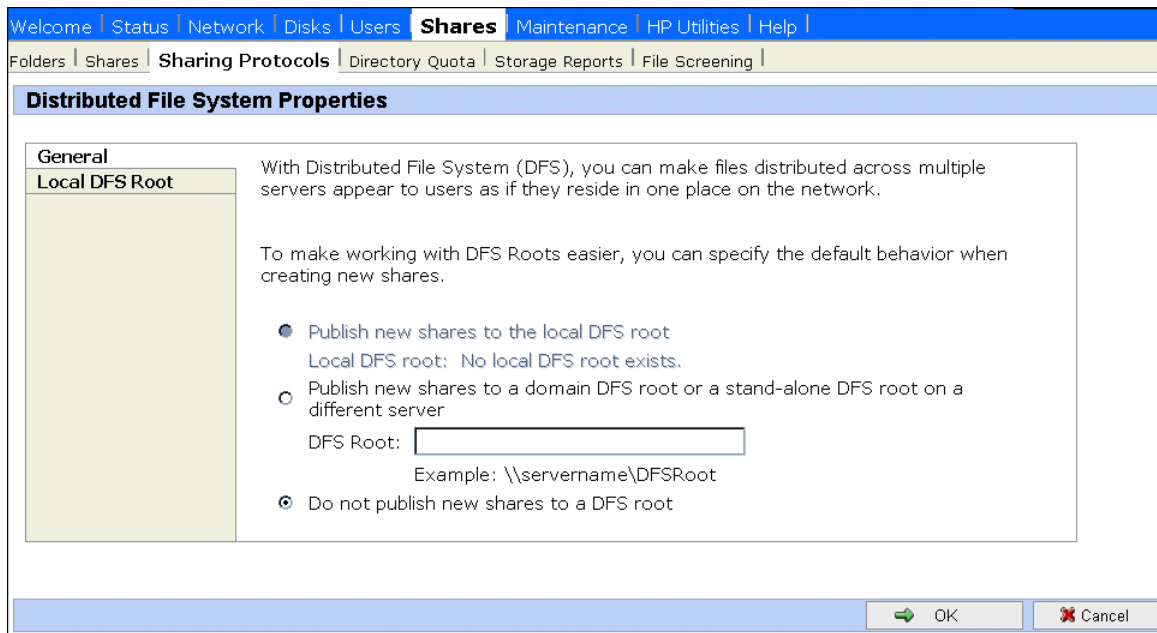 Welcome | Status | Network | Disks | Users | Shares | Maintenance | HP Utilities | Help |
Folders | Shares | Sharing Protocols | Directory Quota | Storage Reports | File Screening |
Distributed File System Properties
General
Local DFS Root
With Distributed File System (DFS), you can make files distributed across multiple
servers appear to users as if they reside in one place on the network.
To make working with DFS Roots easier, you can specify the default behavior when
creating new shares.
Publish new shares to the local DFS root
Local DFS root: No local DFS root exists.
Publish new shares to a domain DFS root or a stand-alone DFS root on a
different server
DFS Root:
Example: \\servername\DFSRoot
Do not publish new shares to a DFS root
OK
Cancel